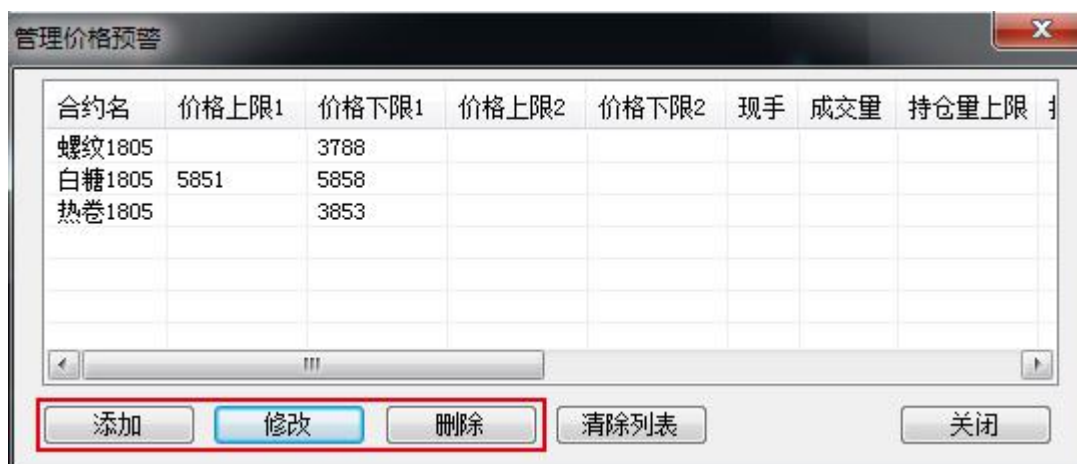 管理价格预警
合约名 价格上限1 价格下限1 价格上限2 价格下限2 现手 成交量 持仓量上限
螺纹1805 3788
白糖1805 5851 5858
热卷1805 3853
添加 修改 删除 清除列表 关闭